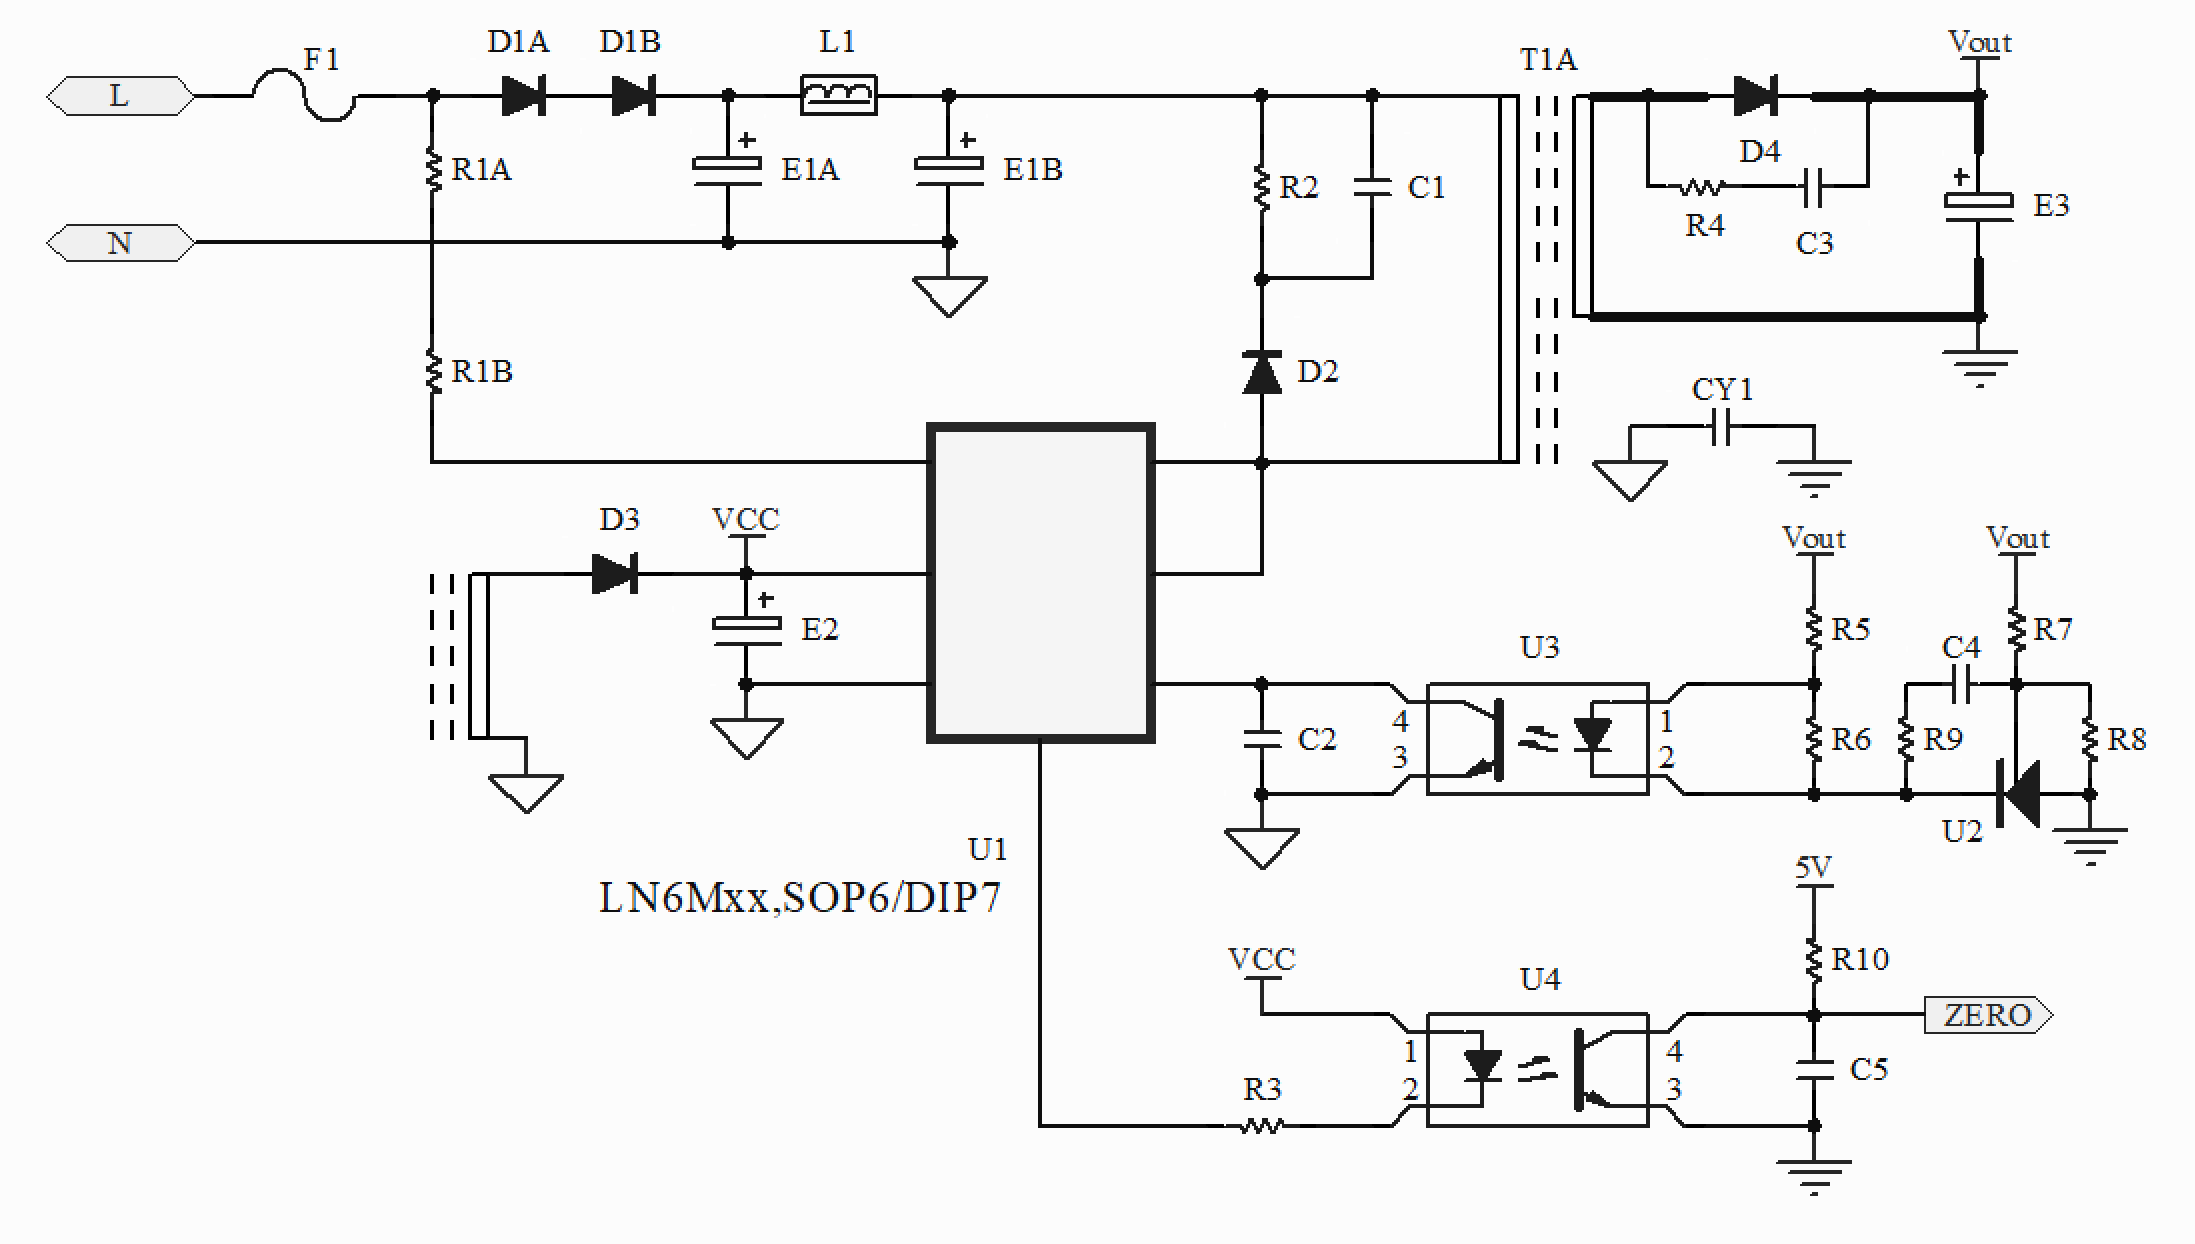 D1A
D1B
L1
F1
T1A
Vout
L
+
+
R1A
E1A
E1B
R2
C1
D4
+
R4
C3
E3
N
R1B
D2
CY1
D3
VCC
Vout
Vout
+
E2
U3
R5
C4
R7
4
1
3
2
C2
R6
R9
R8
U2
U1
LN6Mxx,SOP6/DIP7
5V
VCC
U4
R10
ZERO
1
4
2
3
R3
C5